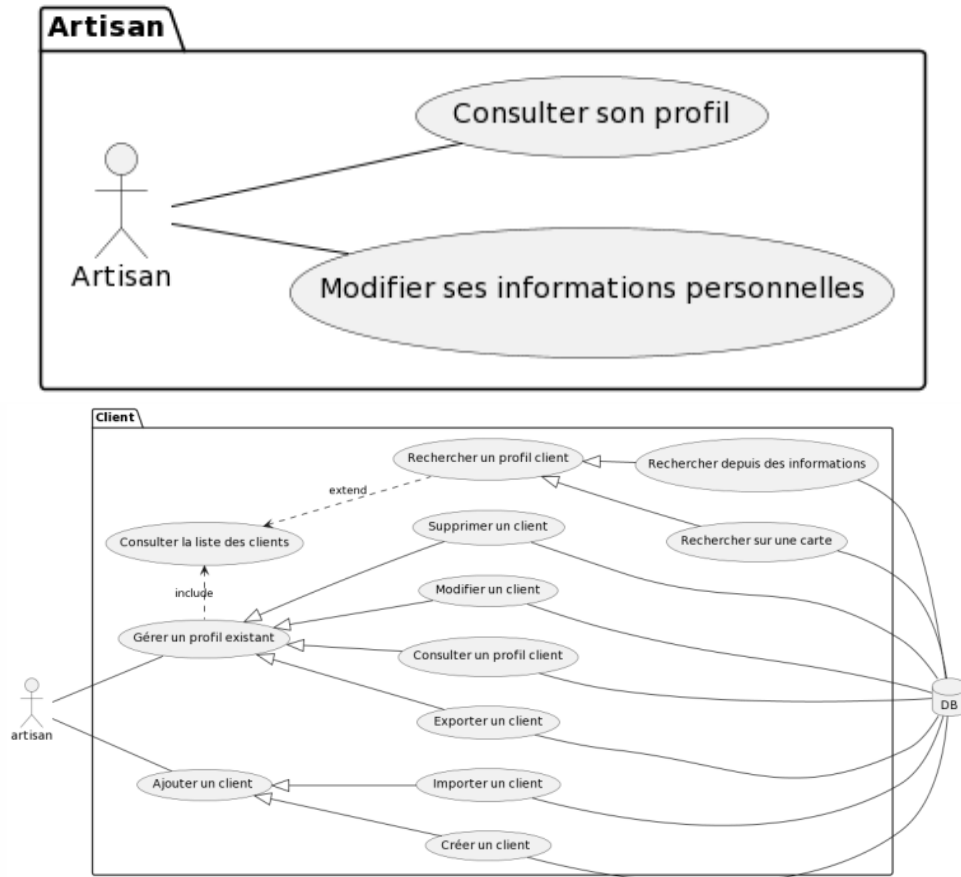 Artisan
Consulter son profil
Modifier ses informations personnelles
Artisan
Client
Rechercher un profil client
Rechercher depuis des informations
extend
Supprimer un client
Rechercher sur une carte
Consulter la liste des clients
Modifier un client
include
Gérer un profil existant
Consulter un profil client
artisan
DB
Exporter un client
Ajouter un client
Importer un client
Créer un client